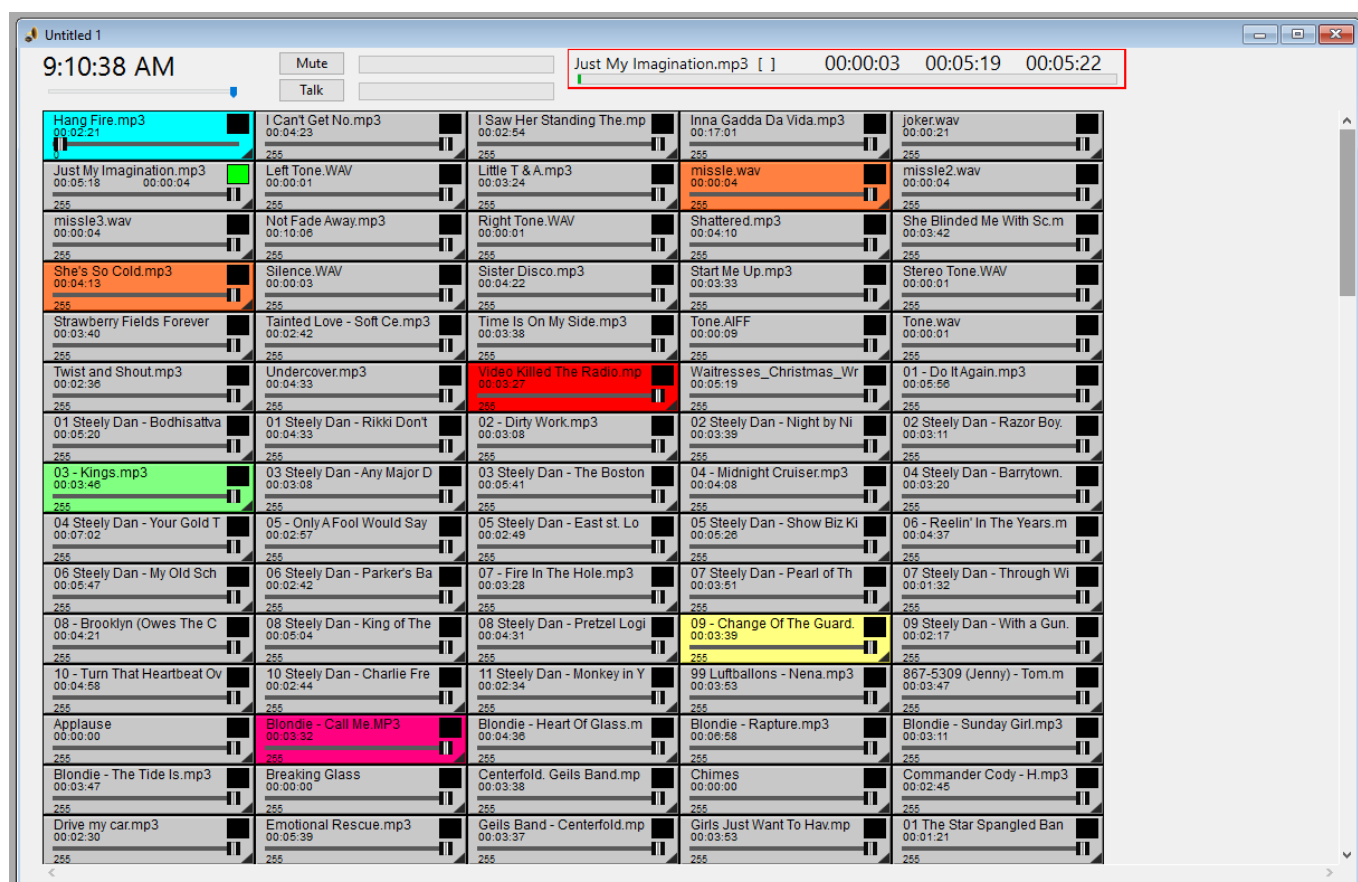 Untitled 1
9:10:38 AM
Mute
Talk
Just My Imagination.mp3 [ ] 00:00:03 00:05:19 00:05:22
Hang Fire.mp3
00:02:21
0
I Can't Get No.mp3
00:04:23
255
I Saw Her Standing The.mp
00:02:54
255
Inna Gadda Da Vida.mp3
00:17:01
255
joker.wav
00:00:21
255
Just My Imagination.mp3
00:05:18 00:00:04
255
Left Tone.WAV
00:00:01
255
Little T & A.mp3
00:03:24
255
missle.wav
00:00:04
255
missle2.wav
00:00:04
255
missle3.wav
00:00:04
255
Not Fade Away.mp3
00:10:06
255
Right Tone.WAV
00:00:01
255
Shattered.mp3
00:04:10
255
She Blinded Me With Sc.m
00:03:42
255
She's So Cold.mp3
00:04:13
255
Silence.WAV
00:00:03
255
Sister Disco.mp3
00:04:22
255
Start Me Up.mp3
00:03:33
255
Stereo Tone.WAV
00:00:01
255
Strawberry Fields Forever
00:03:40
255
Tainted Love - Soft Ce.mp3
00:02:42
255
Time Is On My Side.mp3
00:03:38
255
Tone.AIFF
00:00:09
255
Tone.wav
00:00:01
255
Twist and Shout.mp3
00:02:36
255
Undercover.mp3
00:04:33
255
Video Killed The Radio.mp
00:03:27
255
Waitresses_Christmas_Wr
00:05:19
255
01 - Do It Again.mp3
00:05:56
255
01 Steely Dan - Bodhisattva
00:05:20
255
01 Steely Dan - Rikki Don't
00:04:33
255
02 - Dirty Work.mp3
00:03:08
255
02 Steely Dan - Night by Ni
00:03:39
255
02 Steely Dan - Razor Boy.
00:03:11
255
03 - Kings.mp3
00:03:46
255
03 Steely Dan - Any Major D
00:03:08
255
03 Steely Dan - The Boston
00:05:41
255
04 - Midnight Cruiser.mp3
00:04:08
255
04 Steely Dan - Barrytown.
00:03:20
255
04 Steely Dan - Your Gold T
00:07:02
255
05 - Only A Fool Would Say
00:02:57
255
05 Steely Dan - East st. Lo
00:02:49
255
05 Steely Dan - Show Biz Ki
00:05:26
255
06 - Reelin' In The Years.m
00:04:37
255
06 Steely Dan - My Old Sch
00:05:47
255
06 Steely Dan - Parker's Ba
00:02:42
255
07 - Fire In The Hole.mp3
00:03:28
255
07 Steely Dan - Pearl of Th
00:03:51
255
07 Steely Dan - Through Wi
00:01:32
255
08 - Brooklyn (Owes The C
00:04:21
255
08 Steely Dan - King of The
00:05:04
255
08 Steely Dan - Pretzel Logi
00:04:31
255
09 - Change Of The Guard.
00:03:39
255
09 Steely Dan - With a Gun.
00:02:17
255
10 - Turn That Heartbeat Ov
00:04:58
255
10 Steely Dan - Charlie Fre
00:02:44
255
11 Steely Dan - Monkey in Y
00:02:34
255
99 Luftballons - Nena.mp3
00:03:53
255
867-5309 (Jenny) - Tom.m
00:03:47
255
Applause
00:00:00
255
Blondie - Call Me.MP3
00:03:32
255
Blondie - Heart Of Glass.m
00:04:36
255
Blondie - Rapture.mp3
00:06:58
255
Blondie - Sunday Girl.mp3
00:03:11
255
Blondie - The Tide Is.mp3
00:03:47
255
Breaking Glass
00:00:00
255
Centerfold. Geils Band.mp
00:03:38
255
Chimes
00:00:00
255
Commander Cody - H.mp3
00:02:45
255
Drive my car.mp3
00:02:30
255
Emotional Rescue.mp3
00:05:39
255
Geils Band - Centerfold.mp
00:03:37
255
Girls Just Want To Hav.mp
00:03:53
255
01 The Star Spangled Ban
00:01:21
255